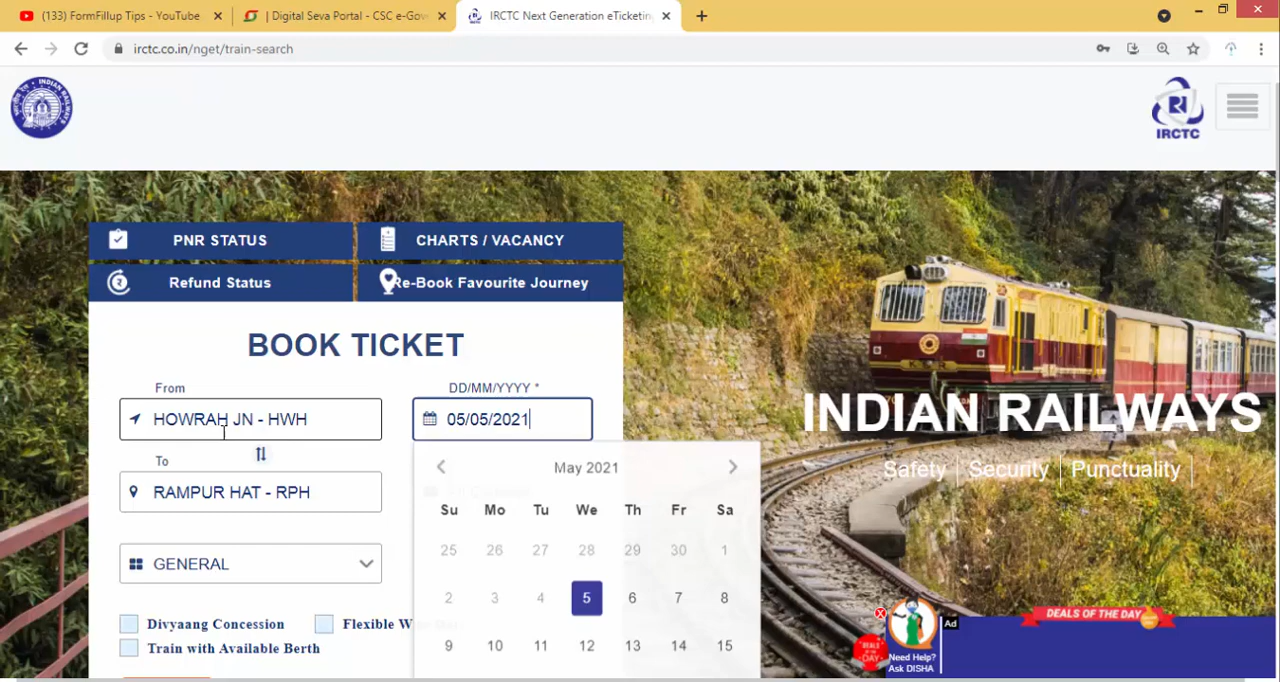 (133) FormFillup Tips - YouTube
| Digital Seva Portal - CSC e-Gov
IRCTC Next Generation eTicketing
irctc.co.in/nget/train-search
IRCTC
PNR STATUS
CHARTS / VACANCY
Refund Status
Re-Book Favourite Journey
BOOK TICKET
From
DD/MM/YYYY *
HOWRAH JN - HWH
05/05/2021
To
May 2021
RAMPUR HAT - RPH
Su Mo Tu We Th Fr Sa
25 26 27 28 29 30 1
GENERAL
2 3 4 5 6 7 8
Divyaang Concession
Flexible W
Train with Available Berth
9 10 11 12 13 14 15
INDIAN RAILWAYS
Safety | Security | Punctuality
DEALS OF THE DAY
Ad
Need Help?
Ask DISHA